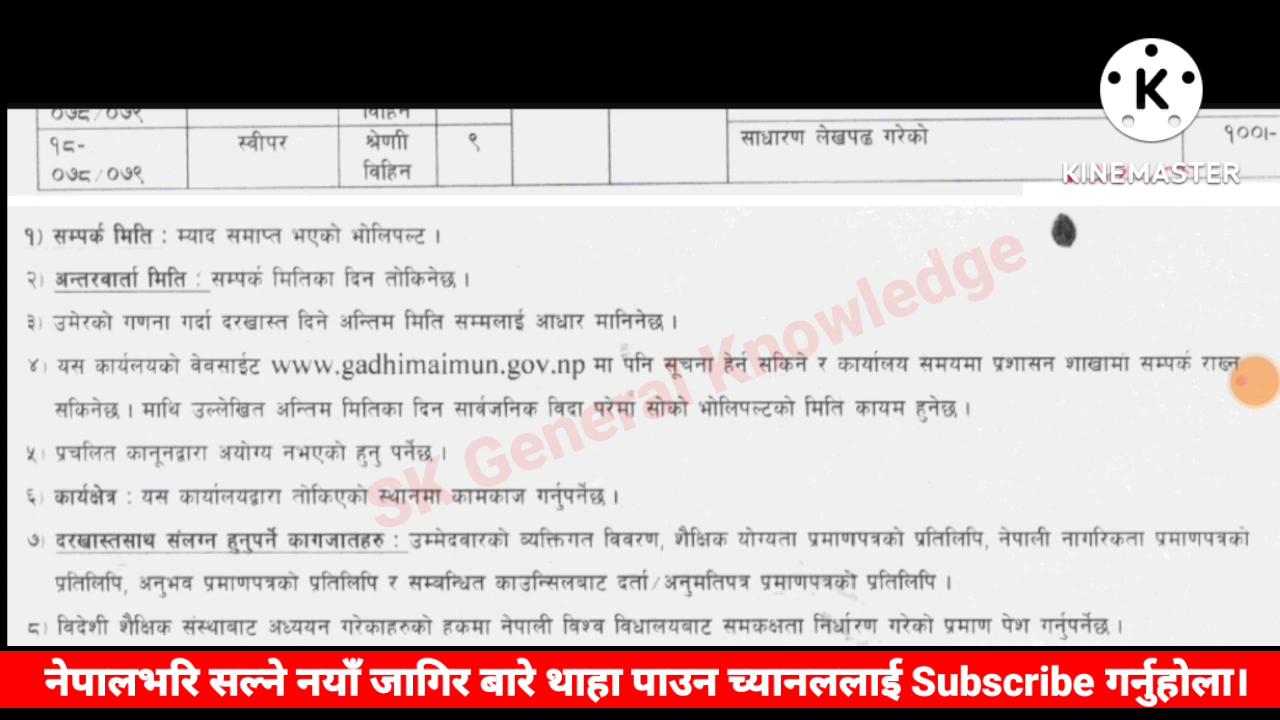 ०७८/०७९ विहिन
१८- स्वीपर श्रेणी ९ साधारण लेखपढ गरेको १००।-
०७८/०७९ विहिन
KINEMASTER
१) सम्पर्क मिति : म्याद समाप्त भएको भोलिपल्ट ।
२) अन्तरवार्ता मिति : सम्पर्क मितिका दिन तोकिनेछ ।
३) उमेरको गणना गर्दा दरखास्त दिने अन्तिम मिति सम्मलाई आधार मानिनेछ ।
४) यस कार्यलयको वेवसाईट www.gadhimaimun.gov.np मा पनि सूचना हेर्न सकिने र कार्यालय समयमा प्रशासन शाखामा सम्पर्क राख्न
सकिनेछ । माथि उल्लेखित अन्तिम मितिका दिन सार्वजनिक विदा परेमा सोको भोलिपल्टको मिति कायम हुनेछ ।
५) प्रचलित कानूनद्वारा अयोग्य नभएको हुनु पर्नेछ ।
६) कार्यक्षेत्र : यस कार्यालयद्वारा तोकिएको स्थानमा कामकाज गर्नुपर्नेछ ।
७) दरखास्तसाथ संलग्न हुनुपर्ने कागजातहरु : उम्मेदवारको व्यक्तिगत विवरण, शैक्षिक योग्यता प्रमाणपत्रको प्रतिलिपि, नेपाली नागरिकता प्रमाणपत्रको
प्रतिलिपि, अनुभव प्रमाणपत्रको प्रतिलिपि र सम्बन्धित काउन्सिलबाट दर्ता/अनुमतिपत्र प्रमाणपत्रको प्रतिलिपि ।
८) विदेशी शैक्षिक संस्थाबाट अध्ययन गरेकाहरुको हकमा नेपाली विश्व विधालयबाट समकक्षता निर्धारण गरेको प्रमाण पेश गर्नुपर्नेछ ।
SK General Knowledge
नेपालभरि सल्ने नयाँ जागिर बारे थाहा पाउन च्यानललाई Subscribe गर्नुहोला।